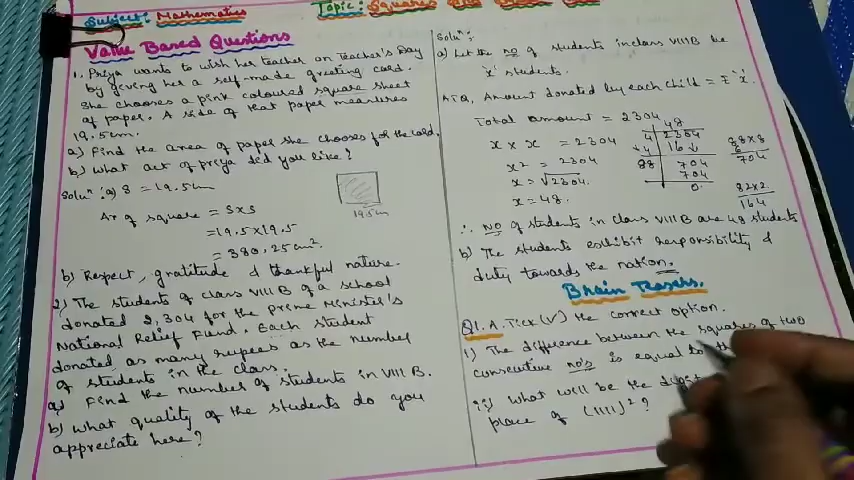 Subject: Mathematics
Topic: Squares and
Value Based Questions
1. Priya wants to wish her teacher on Teacher's Day
by giving her a self-made greeting card.
She chooses a pink coloured square sheet
of paper. A side of that paper measures
19.5cm.
a) Find the area of paper she chooses for the card.
b) What act of priya did you like?
Soluⁿ: a) S = 19.5cm
Ar of square = S×S
= 19.5×19.5
= 380.25cm².
19.5cm
b) Respect, gratitude & thankful nature.
2) The students of class VIII B of a school
donated 2,304 for the Prime Minister's
National Relief Fund. Each student
donated as many rupees as the number
of students in the class.
a) Find the number of students in VIII B.
b) What quality of the students do you
appreciate here?
Soluⁿ:
a) Let the no of students in class VIII B be
'x' students.
ATQ, Amount donated by each child = ₹'x'.
Total amount = 2304
x × x = 2304
x² = 2304
x = √2304.
x = 48.
48
4 2304
+4 16↓
88 704
704
0
88×8
6
704
82×2
164
∴ No of students in class VIII B are 48 students
b) The students exhibit responsibility &
duty towards the nation.
Brain Teasers.
Q1.A. Tick (✓) the correct option.
i) The difference between the squares of two
consecutive no's is equal to
ii) What will be the digit
place of (1111)²?